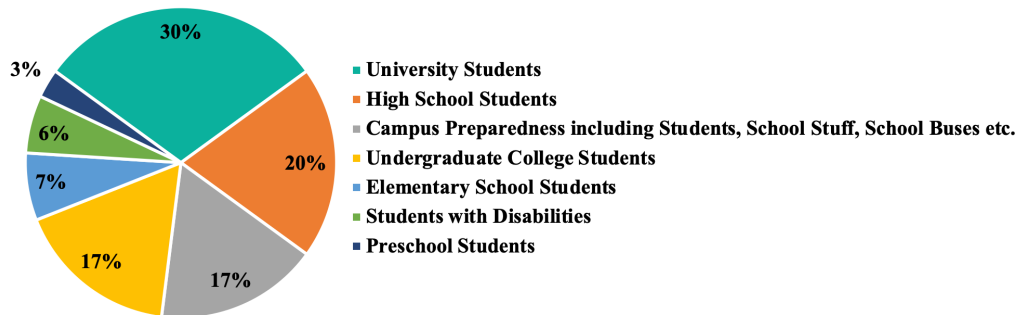 30%
3%
6%
20%
7%
17%
17%
University Students
High School Students
Campus Preparedness including Students, School Stuff, School Buses etc.
Undergraduate College Students
Elementary School Students
Students with Disabilities
Preschool Students